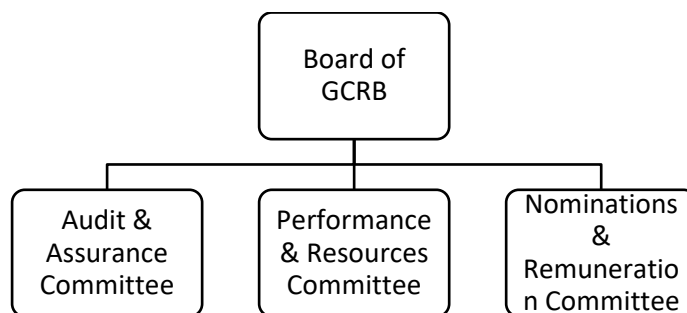 Board of
GCRB
Audit &
Assurance
Committee
Performance
& Resources
Committee
Nominations
&
Remuneratio
n Committee